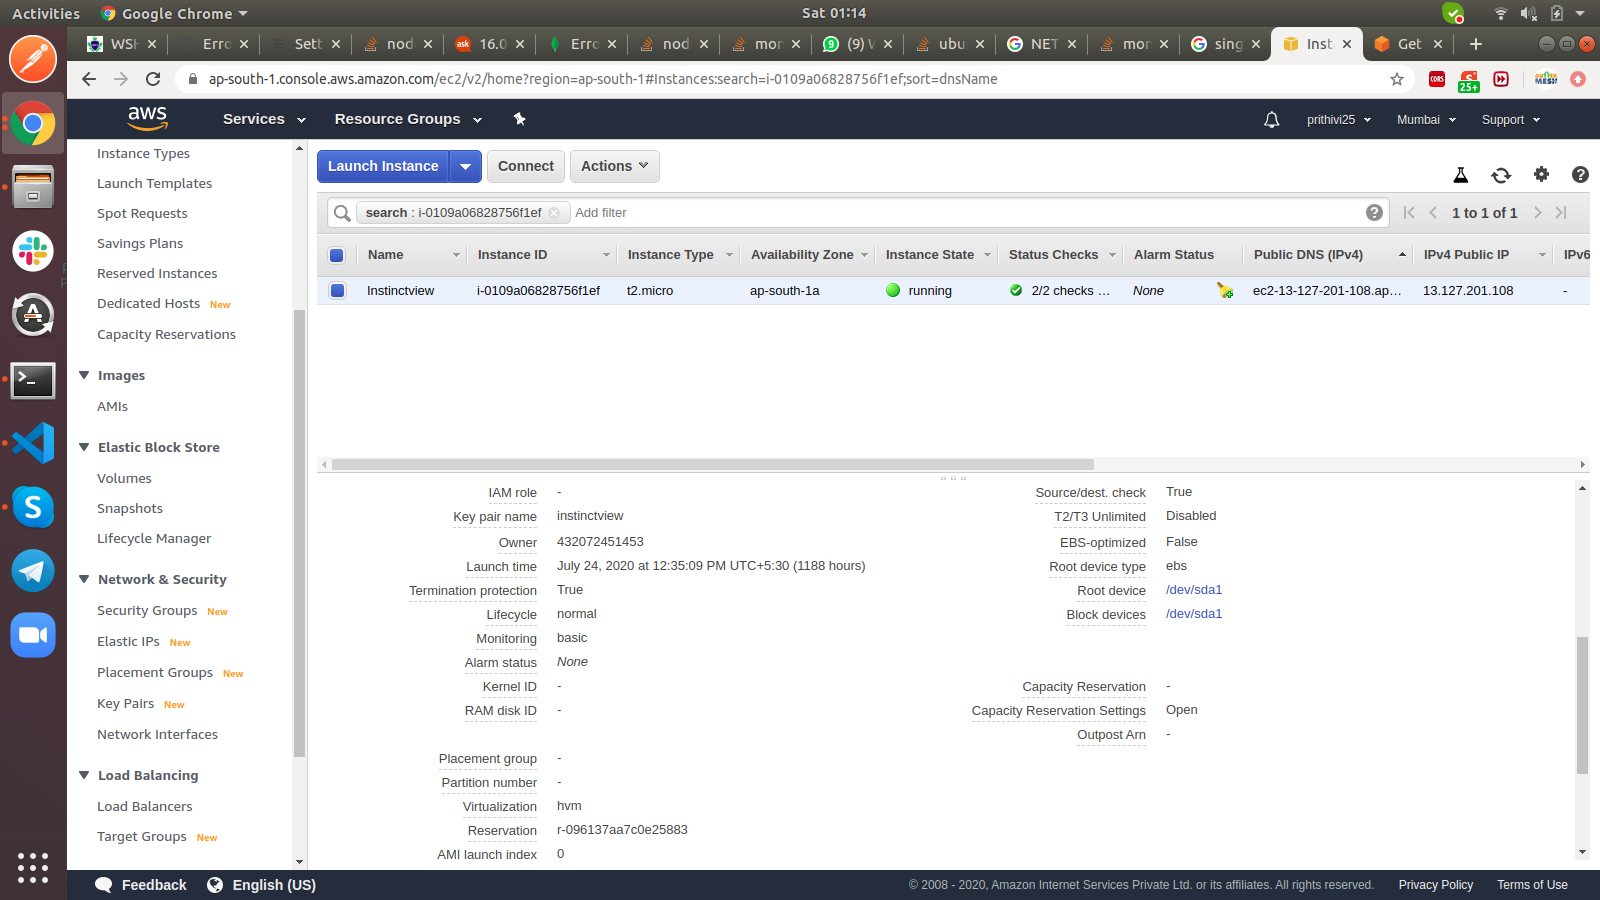 Activities
Google Chrome
Sat 01:14
WSH
Erro
Sett
nod
ask 16.0
Erro
nod
mon
(9) W
ubu
NET
mon
sing
Inst
Get
ap-south-1.console.aws.amazon.com/ec2/v2/home?region=ap-south-1#Instances:search=i-0109a06828756f1ef;sort=dnsName
CORS
25+
aws
Services
Resource Groups
prithivi25
Mumbai
Support
Instance Types
Launch Templates
Spot Requests
Savings Plans
Reserved Instances
Dedicated Hosts New
Capacity Reservations
Images
AMIs
Elastic Block Store
Volumes
Snapshots
Lifecycle Manager
Network & Security
Security Groups New
Elastic IPs New
Placement Groups New
Key Pairs New
Network Interfaces
Load Balancing
Load Balancers
Target Groups New
Launch Instance
Connect
Actions
search : i-0109a06828756f1ef
Add filter
1 to 1 of 1
Name Instance ID Instance Type Availability Zone Instance State Status Checks Alarm Status Public DNS (IPv4) IPv4 Public IP IPv6
Instinctview i-0109a06828756f1ef t2.micro ap-south-1a running 2/2 checks ... None ec2-13-127-201-108.ap... 13.127.201.108 -
IAM role -
Key pair name instinctview
Owner 432072451453
Launch time July 24, 2020 at 12:35:09 PM UTC+5:30 (1188 hours)
Termination protection True
Lifecycle normal
Monitoring basic
Alarm status None
Kernel ID -
RAM disk ID -
Placement group -
Partition number -
Virtualization hvm
Reservation r-096137aa7c0e25883
AMI launch index 0
Source/dest. check True
T2/T3 Unlimited Disabled
EBS-optimized False
Root device type ebs
Root device /dev/sda1
Block devices /dev/sda1
Capacity Reservation -
Capacity Reservation Settings Open
Outpost Arn -
Feedback
English (US)
© 2008 - 2020, Amazon Internet Services Private Ltd. or its affiliates. All rights reserved.
Privacy Policy
Terms of Use